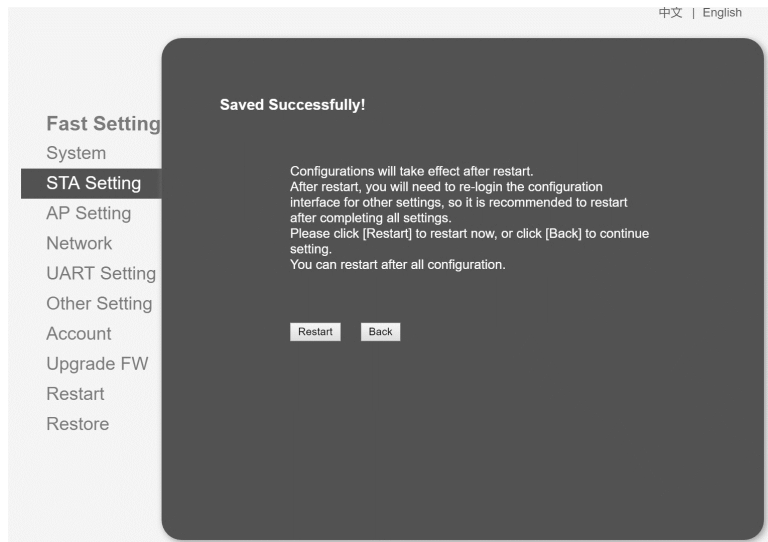 中文 | English
Fast Setting
System
STA Setting
AP Setting
Network
UART Setting
Other Setting
Account
Upgrade FW
Restart
Restore
Saved Successfully!
Configurations will take effect after restart.
After restart, you will need to re-login the configuration
interface for other settings, so it is recommended to restart
after completing all settings.
Please click [Restart] to restart now, or click [Back] to continue
setting.
You can restart after all configuration.
Restart Back